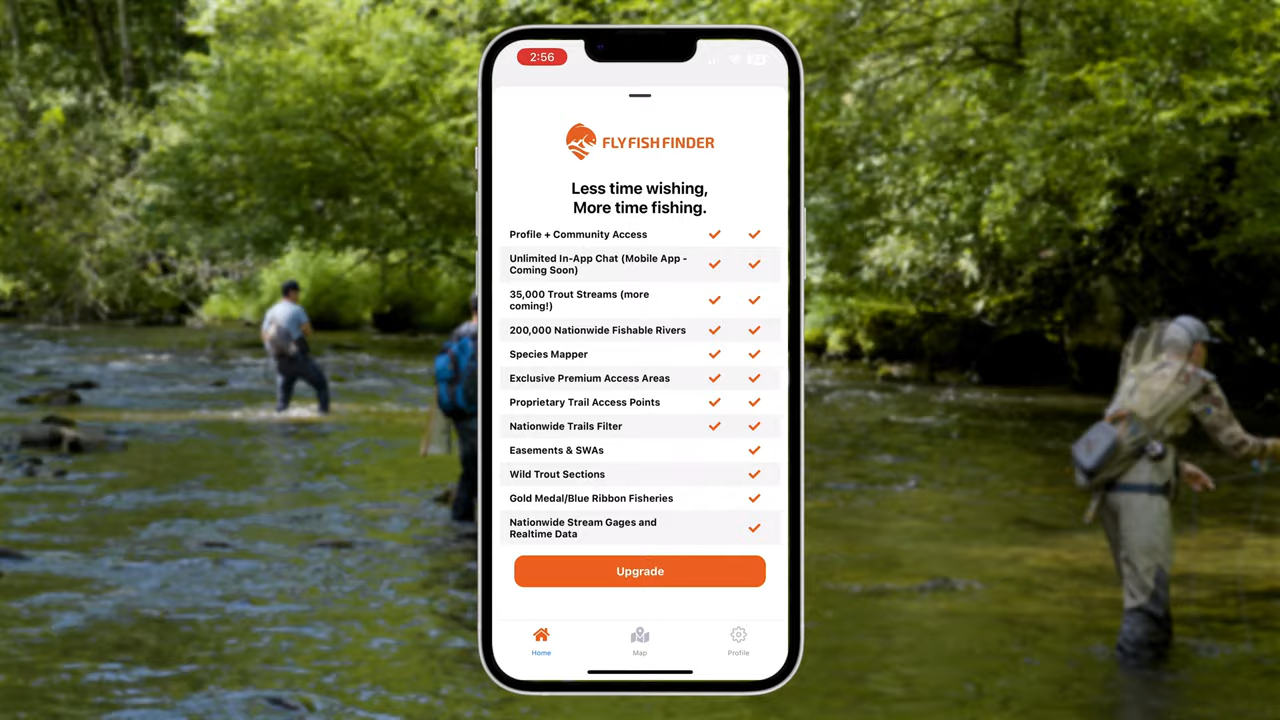 2:56
FLYFISHFINDER
Less time wishing,
More time fishing.
Profile + Community Access
Unlimited In-App Chat (Mobile App -
Coming Soon)
35,000 Trout Streams (more
coming!)
200,000 Nationwide Fishable Rivers
Species Mapper
Exclusive Premium Access Areas
Proprietary Trail Access Points
Nationwide Trails Filter
Easements & SWAs
Wild Trout Sections
Gold Medal/Blue Ribbon Fisheries
Nationwide Stream Gages and
Realtime Data
Upgrade
Home Map Profile